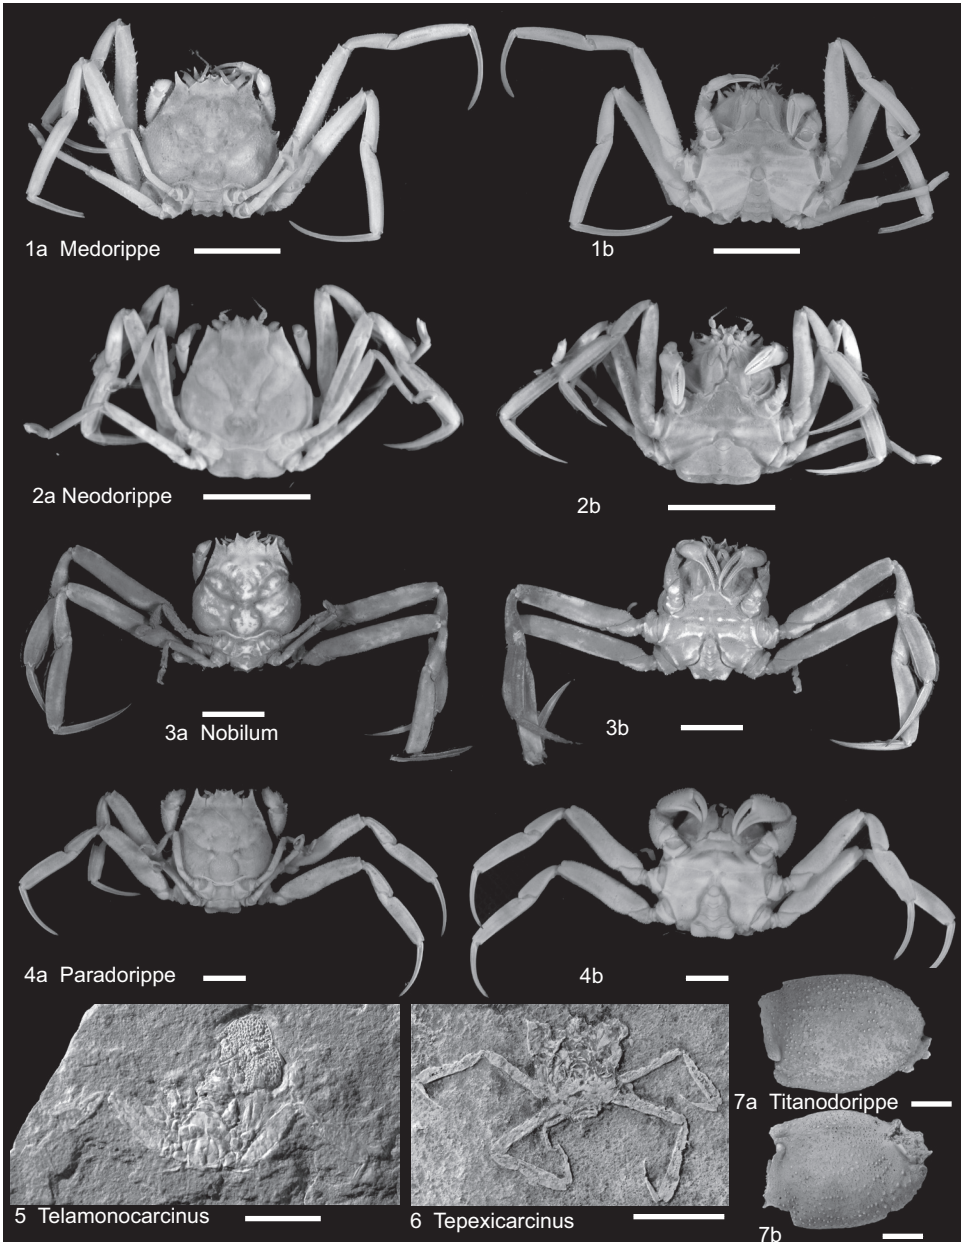 1a Medorippe
1b
2a Neodorippe
2b
3a Nobilum
3b
4a Paradorippe
4b
5 Telamonocarcinus
6 Tepexicarcinus
7a Titanodorippe
7b